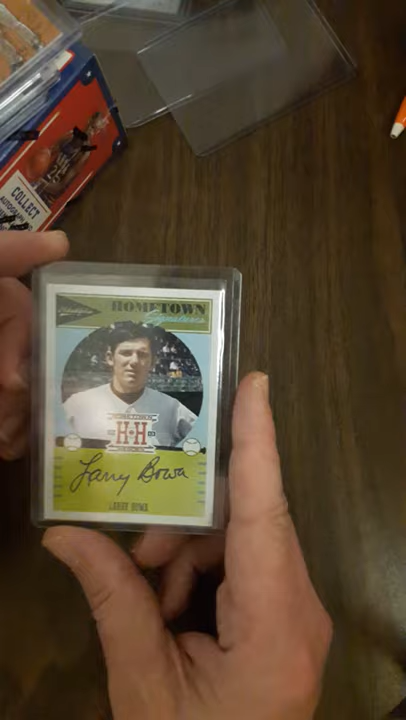 COLLECT
HOMETOWN
Signatures
H H
Larry Bowa
LARRY BOWA